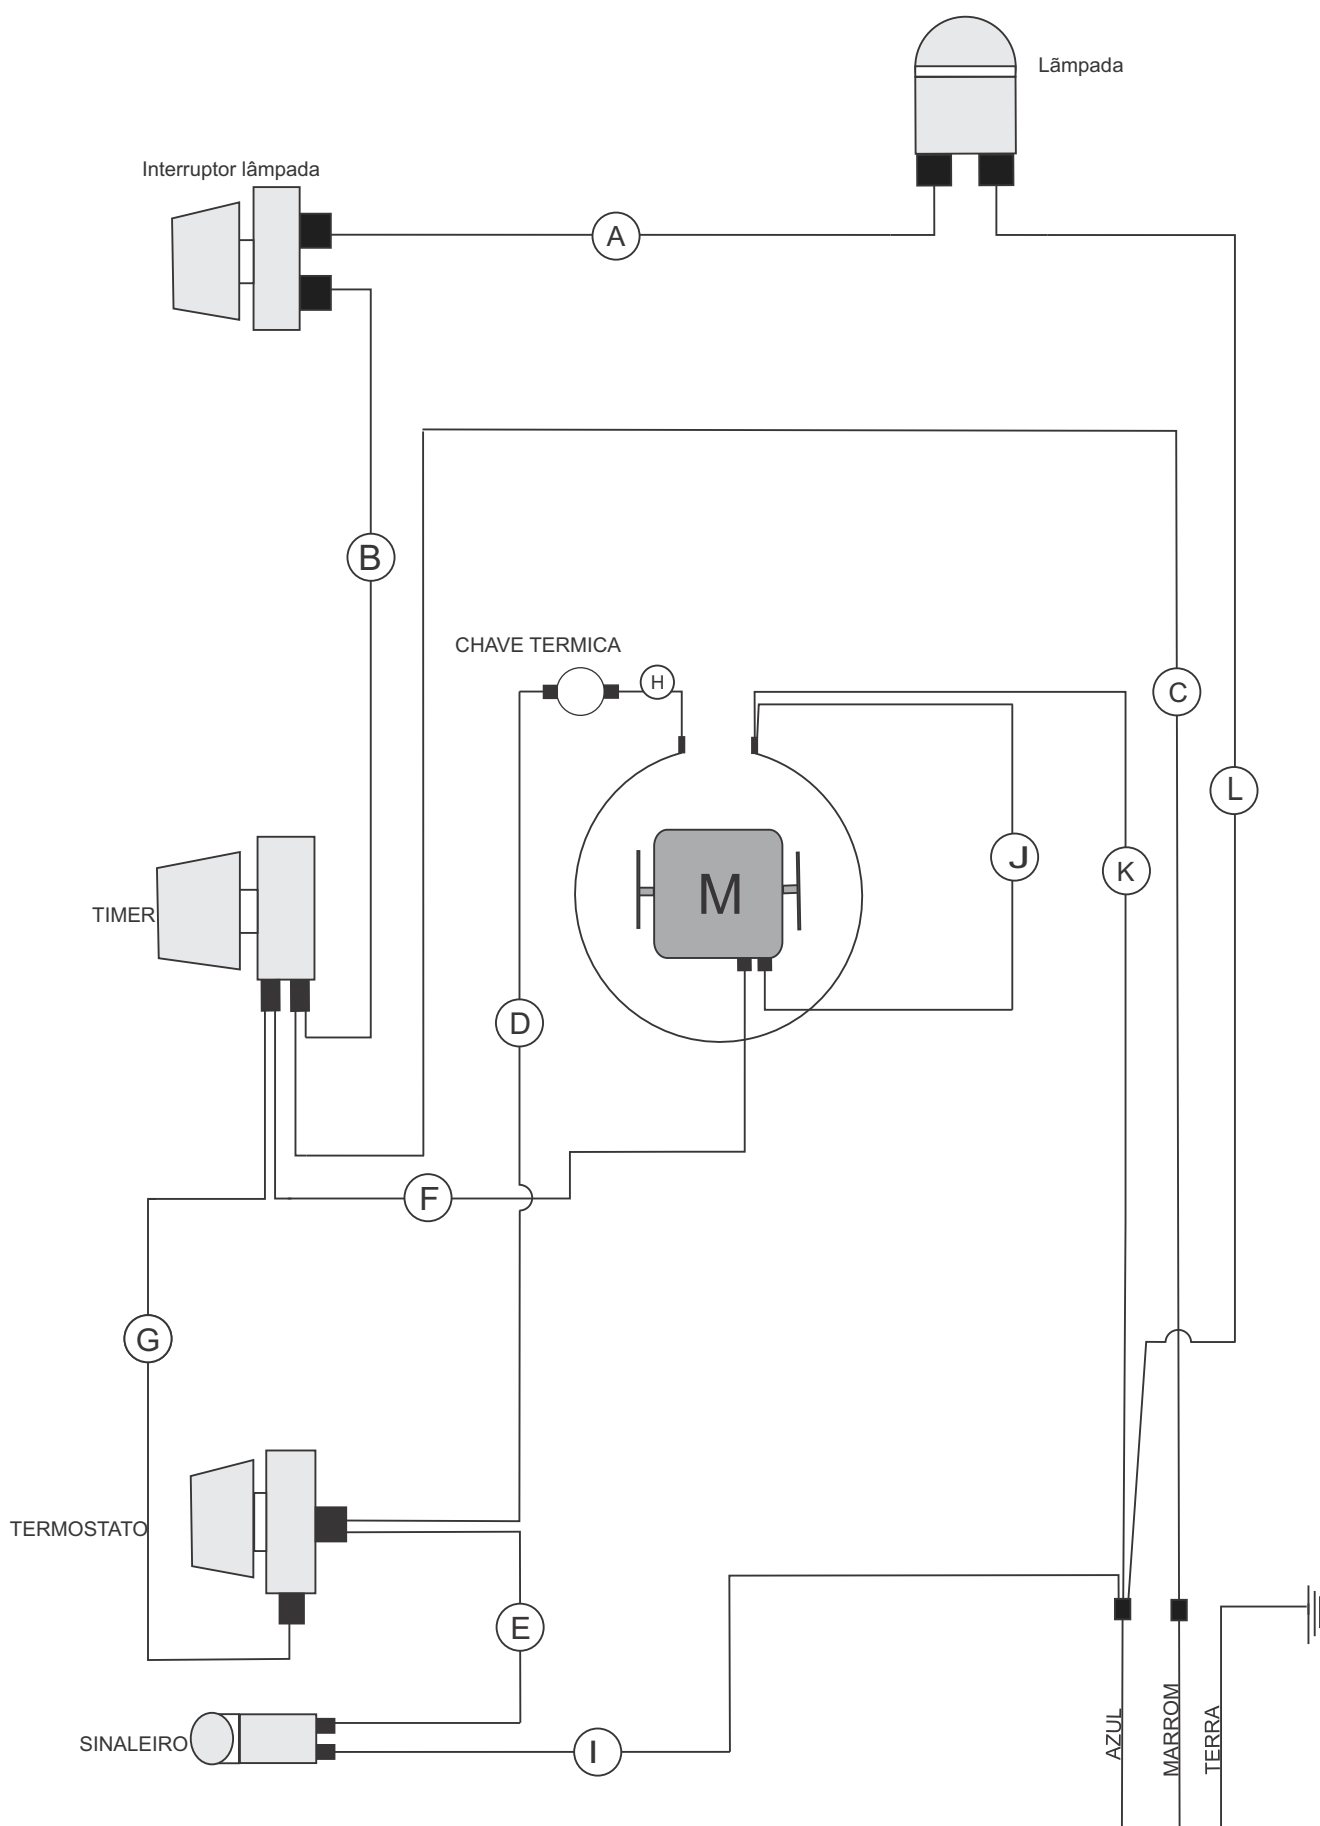 Lãmpada
Interruptor lâmpada
A
B
CHAVE TERMICA
H
C
L
J
K
M
TIMER
D
F
G
TERMOSTATO
E
SINALEIRO
I
AZUL
MARROM
TERRA